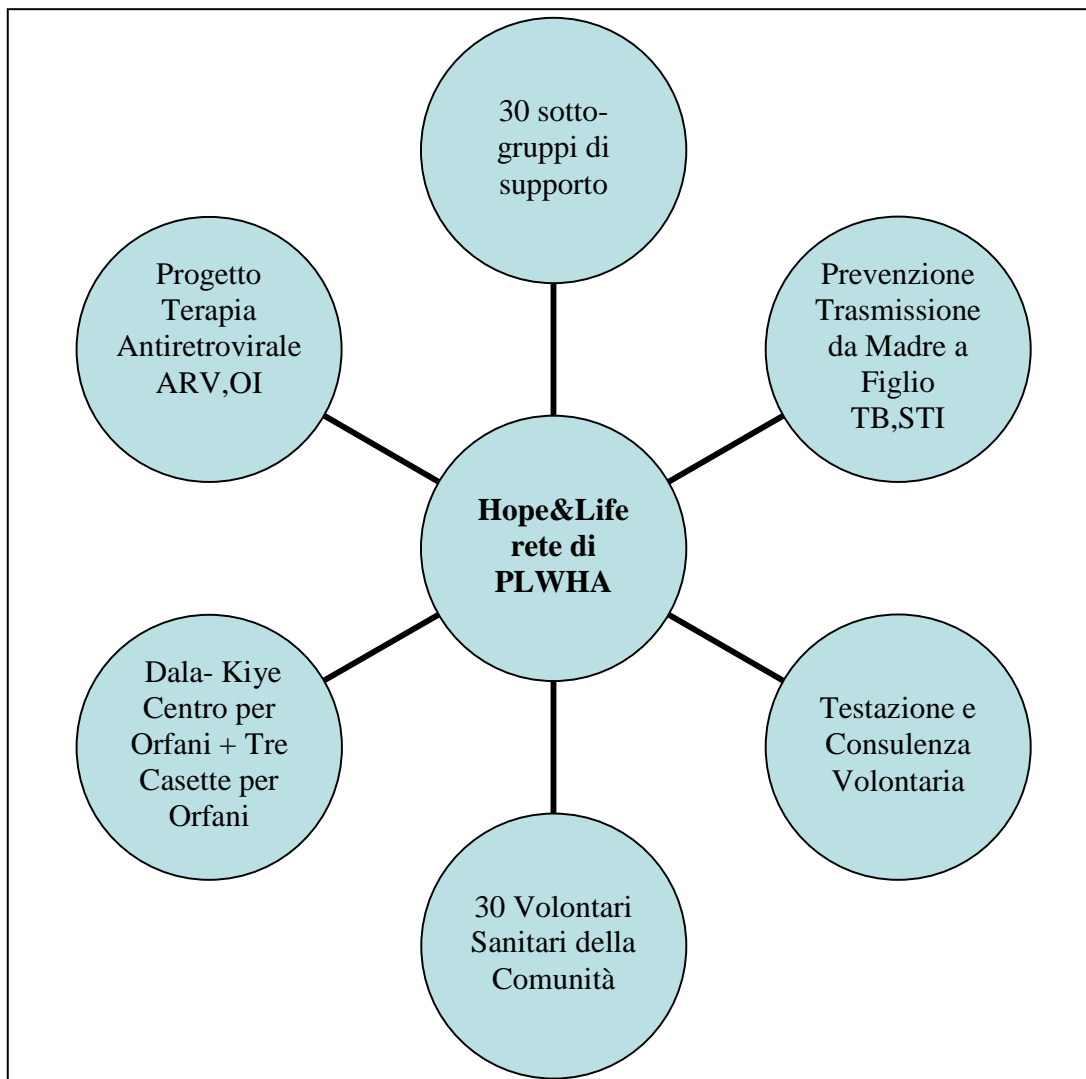 30 sotto-
gruppi di
supporto
Progetto
Terapia
Antiretrovirale
ARV,OI
Prevenzione
Trasmissione
da Madre a
Figlio
TB,STI
Hope&Life
rete di
PLWHA
Dala- Kiye
Centro per
Orfani + Tre
Casette per
Orfani
Testazione e
Consulenza
Volontaria
30 Volontari
Sanitari della
Comunità